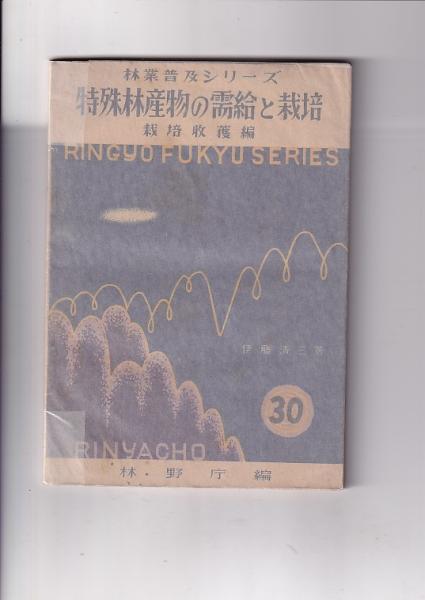 林業普及シリーズ
特殊林産物の需給と栽培
栽培收穫編
RINGYO FUKYU SERIES
伊藤清三著
30
RINYACHO
林野庁編